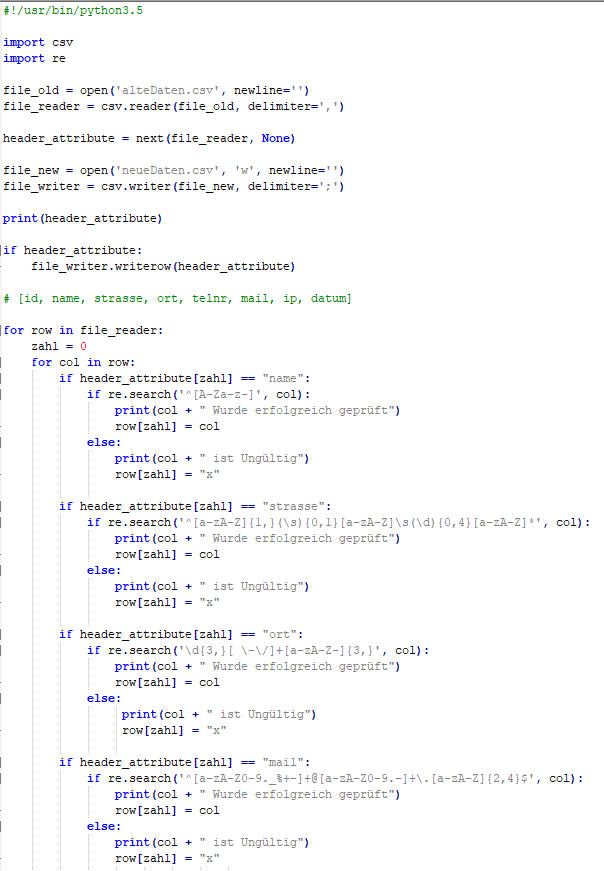 #!/usr/bin/python3.5
import csv
import re
file_old = open('alteDaten.csv', newline='')
file_reader = csv.reader(file_old, delimiter=',')
header_attribute = next(file_reader, None)
file_new = open('neueDaten.csv', 'w', newline='')
file_writer = csv.writer(file_new, delimiter=';')
print(header_attribute)
if header_attribute:
    file_writer.writerow(header_attribute)
# [id, name, strasse, ort, telnr, mail, ip, datum]
for row in file_reader:
    zahl = 0
    for col in row:
        if header_attribute[zahl] == "name":
            if re.search('^[A-Za-z-]', col):
                print(col + " Wurde erfolgreich geprüft")
                row[zahl] = col
            else:
                print(col + " ist Ungültig")
                row[zahl] = "x"
        if header_attribute[zahl] == "strasse":
            if re.search('^[a-zA-Z]{1,}(\s){0,1}[a-zA-Z]\s(\d){0,4}[a-zA-Z]*', col):
                print(col + " Wurde erfolgreich geprüft")
                row[zahl] = col
            else:
                print(col + " ist Ungültig")
                row[zahl] = "x"
        if header_attribute[zahl] == "ort":
            if re.search('\d{3,}[ \-\/]+[a-zA-Z-]{3,}', col):
                print(col + " Wurde erfolgreich geprüft")
                row[zahl] = col
            else:
                 print(col + " ist Ungültig")
                 row[zahl] = "x"
        if header_attribute[zahl] == "mail":
            if re.search('^[a-zA-Z0-9._%+-]+@[a-zA-Z0-9.-]+\.[a-zA-Z]{2,4}$', col):
                print(col + " Wurde erfolgreich geprüft")
                row[zahl] = col
            else:
                print(col + " ist Ungültig")
                row[zahl] = "x"